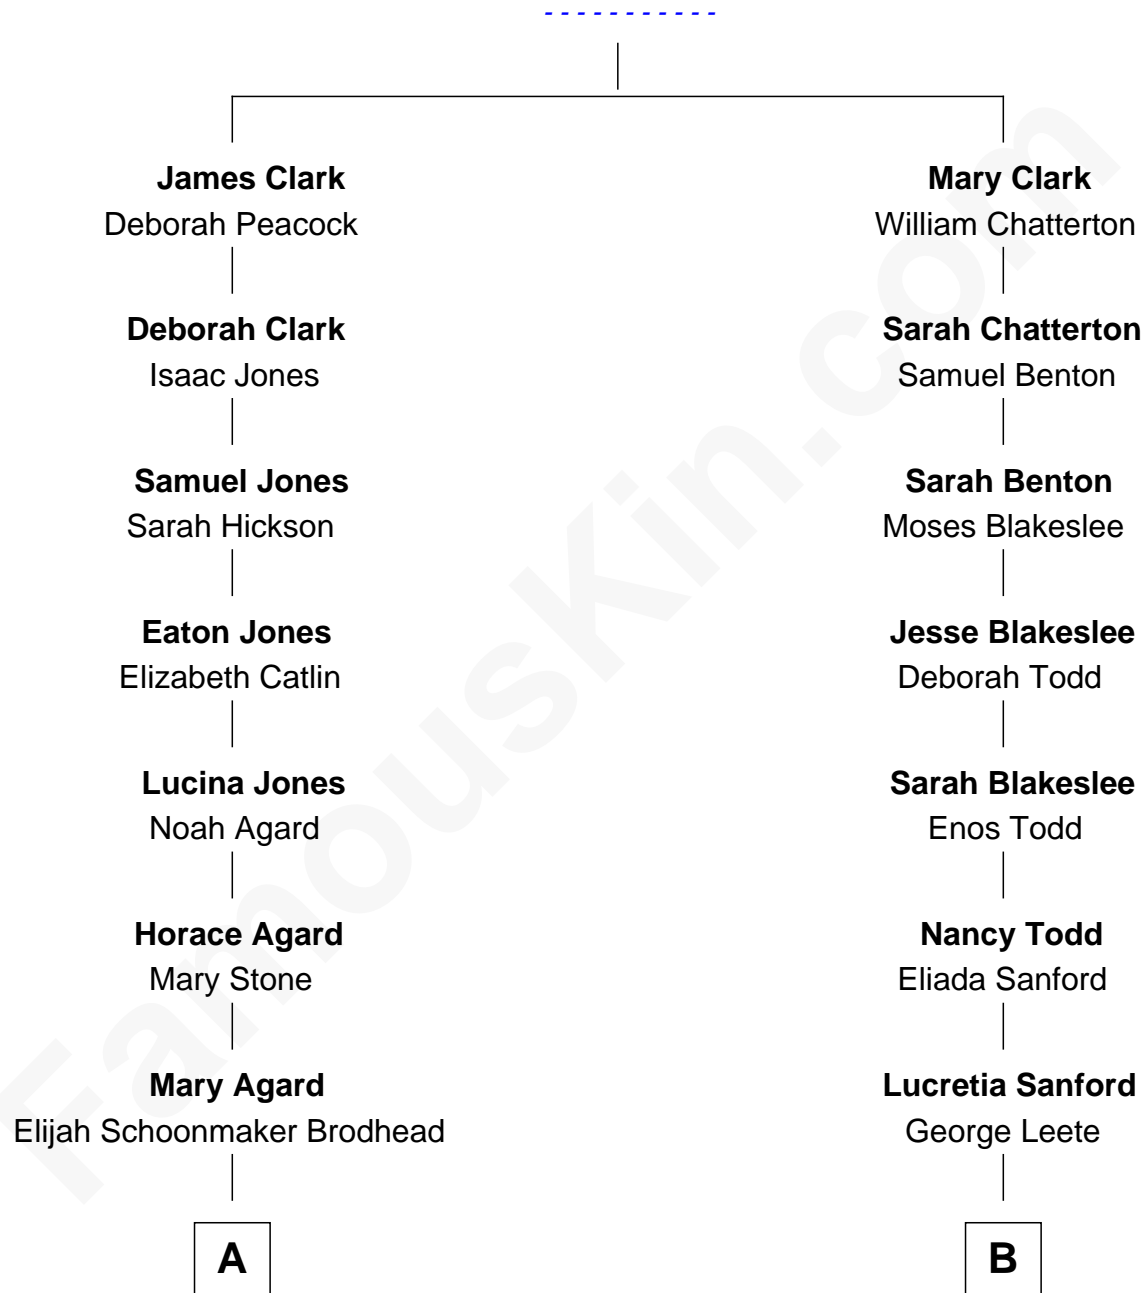 - - - - - - - - - - -
James Clark
Deborah Peacock
Mary Clark
William Chatterton
Deborah Clark
Isaac Jones
Sarah Chatterton
Samuel Benton
Samuel Jones
Sarah Hickson
Sarah Benton
Moses Blakeslee
Eaton Jones
Elizabeth Catlin
Jesse Blakeslee
Deborah Todd
Lucina Jones
Noah Agard
Sarah Blakeslee
Enos Todd
Horace Agard
Mary Stone
Nancy Todd
Eliada Sanford
Mary Agard
Elijah Schoonmaker Brodhead
Lucretia Sanford
George Leete
A
B
FamousKin.com